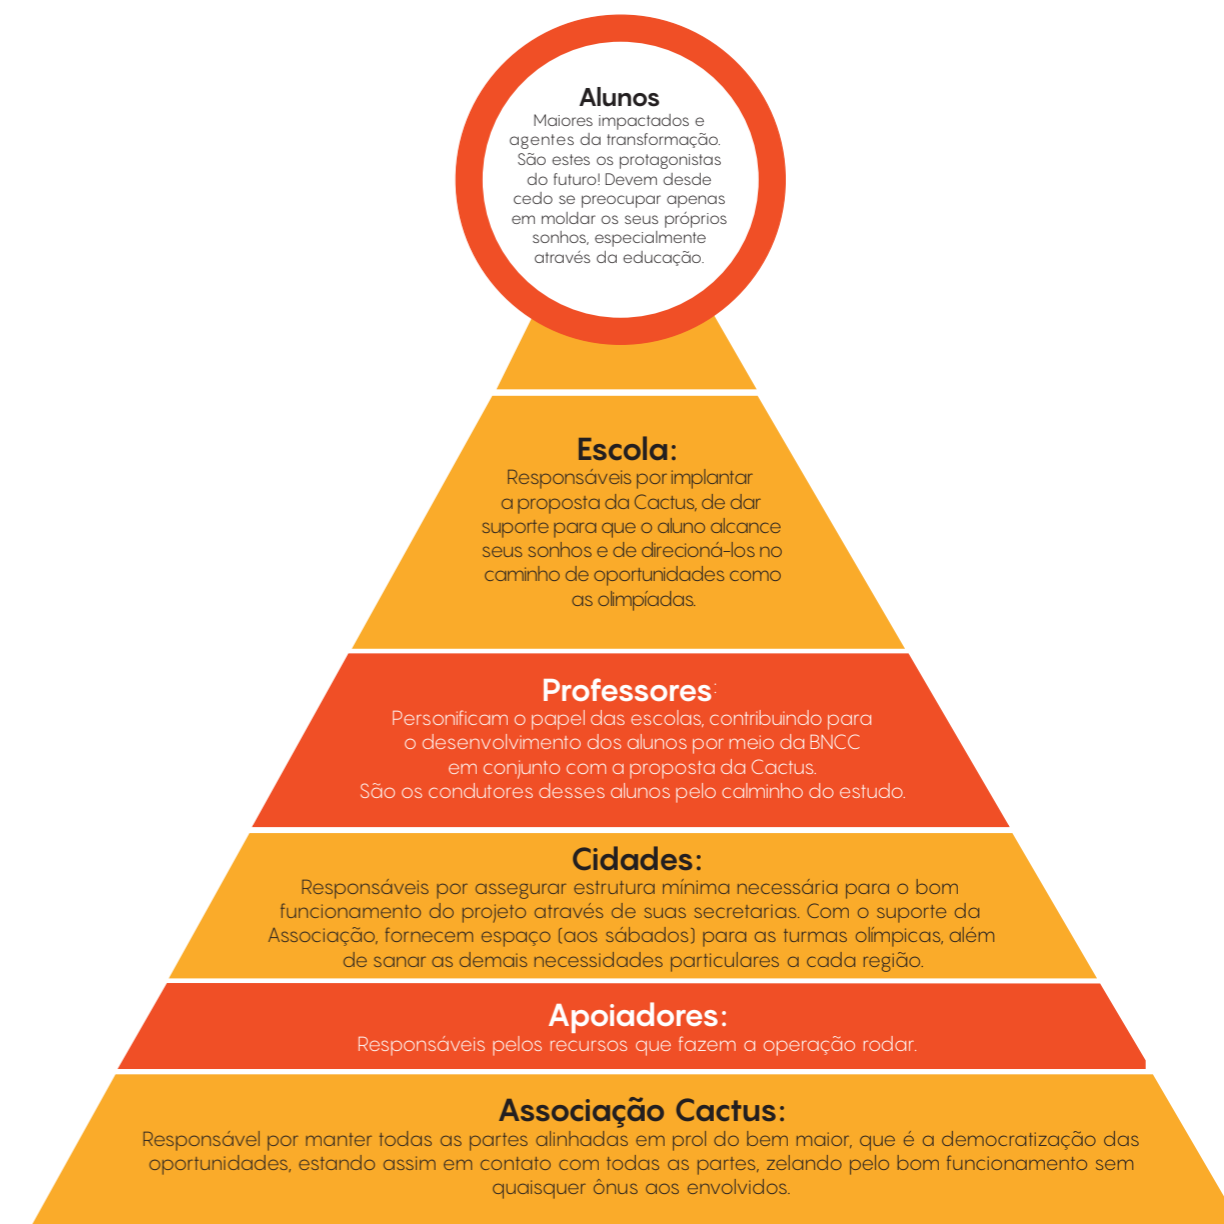 Alunos
Maiores impactados e
agentes da transformação.
São estes os protagonistas
do futuro! Devem desde
cedo se preocupar apenas
em moldar os seus próprios
sonhos, especialmente
através da educação.
Escola:
Responsáveis por implantar
a proposta da Cactus, de dar
suporte para que o aluno alcance
seus sonhos e de direcioná-los no
caminho de oportunidades como
as olimpíadas.
Professores:
Personificam o papel das escolas, contribuindo para
o desenvolvimento dos alunos por meio da BNCC
em conjunto com a proposta da Cactus.
São os condutores desses alunos pelo calminho do estudo.
Cidades:
Responsáveis por assegurar estrutura mínima necessária para o bom
funcionamento do projeto através de suas secretarias. Com o suporte da
Associação, fornecem espaço (aos sábados) para as turmas olímpicas, além
de sanar as demais necessidades particulares a cada região.
Apoiadores:
Responsáveis pelos recursos que fazem a operação rodar.
Associação Cactus:
Responsável por manter todas as partes alinhadas em prol do bem maior, que é a democratização das
oportunidades, estando assim em contato com todas as partes, zelando pelo bom funcionamento sem
quaisquer ônus aos envolvidos.